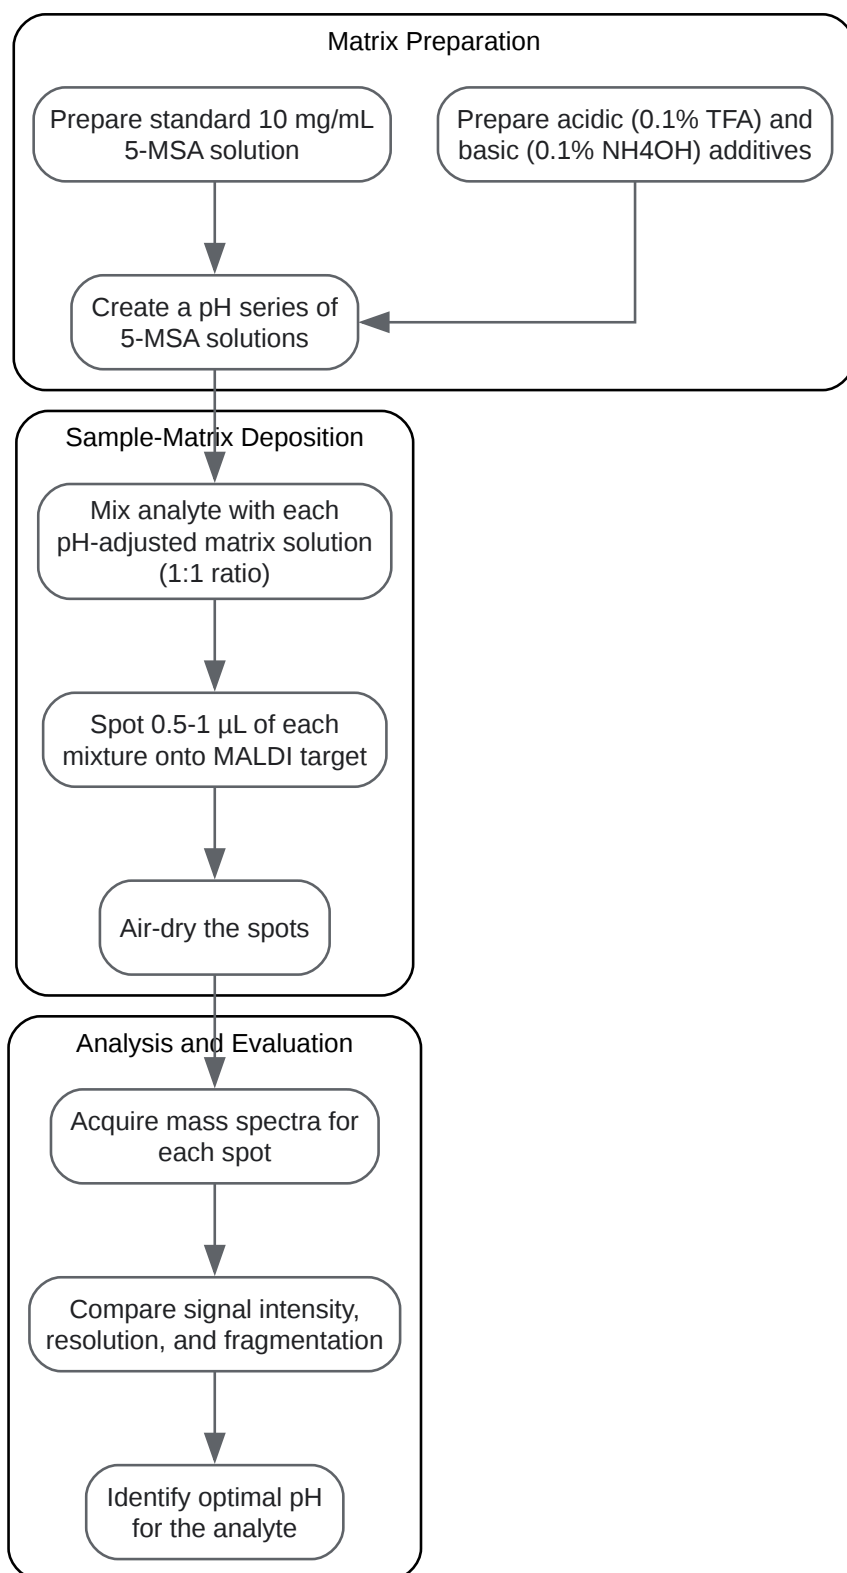 Matrix Preparation
Prepare standard 10 mg/mL
5-MSA solution
Prepare acidic (0.1% TFA) and
basic (0.1% NH4OH) additives
Create a pH series of
5-MSA solutions
Sample-Matrix Deposition
Mix analyte with each
pH-adjusted matrix solution
(1:1 ratio)
Spot 0.5-1 µL of each
mixture onto MALDI target
Air-dry the spots
Analysis and Evaluation
Acquire mass spectra for
each spot
Compare signal intensity,
resolution, and fragmentation
Identify optimal pH
for the analyte